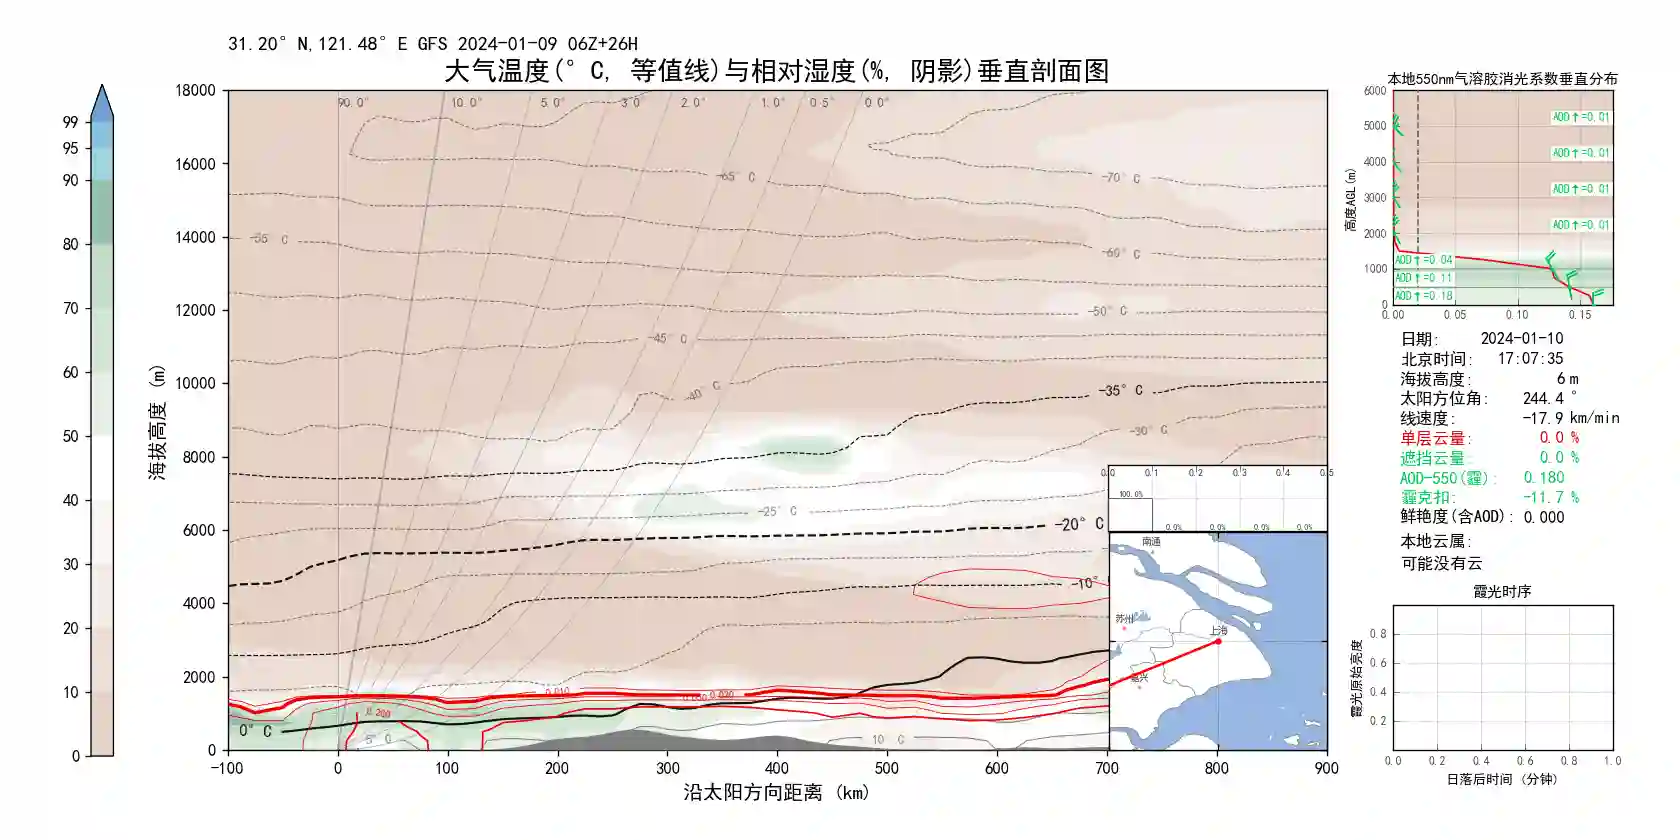 31.20°N,121.48°E GFS 2024-01-09 06Z+26H
大气温度(°C, 等值线)与相对湿度(%, 阴影)垂直剖面图
99
95
90
80
70
60
50
40
30
20
10
0
海拔高度 (m)
18000
16000
14000
12000
10000
8000
6000
4000
2000
0
90.0° 10.0° 5.0° 3.0° 2.0° 1.0° 0.5° 0.0°
-65°C
-70°C
-55°C
-60°C
-50°C
-45°C
-40°C
-35°C
-30°C
-25°C
-20°C
-10°
0.010
0.200
0°C
5°C
10°C
-100 0 100 200 300 400 500 600 700 800 900
沿太阳方向距离 (km)
0.0 0.1 0.2 0.3 0.4 0.5
100.0%
0.0% 0.0% 0.0% 0.0%
南通
苏州
上海
嘉兴
本地550nm气溶胶消光系数垂直分布
高度AGL(m)
6000
5000
4000
3000
2000
1000
0
AOD↑=0.01
AOD↑=0.01
AOD↑=0.01
AOD↑=0.01
AOD↑=0.04
AOD↑=0.11
AOD↑=0.18
0.00 0.05 0.10 0.15
日期: 2024-01-10
北京时间: 17:07:35
海拔高度: 6 m
太阳方位角: 244.4 °
线速度: -17.9 km/min
单层云量: 0.0 %
遮挡云量: 0.0 %
AOD-550(霾): 0.180
霾克扣: -11.7 %
鲜艳度(含AOD): 0.000
本地云属:
可能没有云
霞光时序
霞光原始亮度
0.8
0.6
0.4
0.2
0.0 0.2 0.4 0.6 0.8 1.0
日落后时间 (分钟)